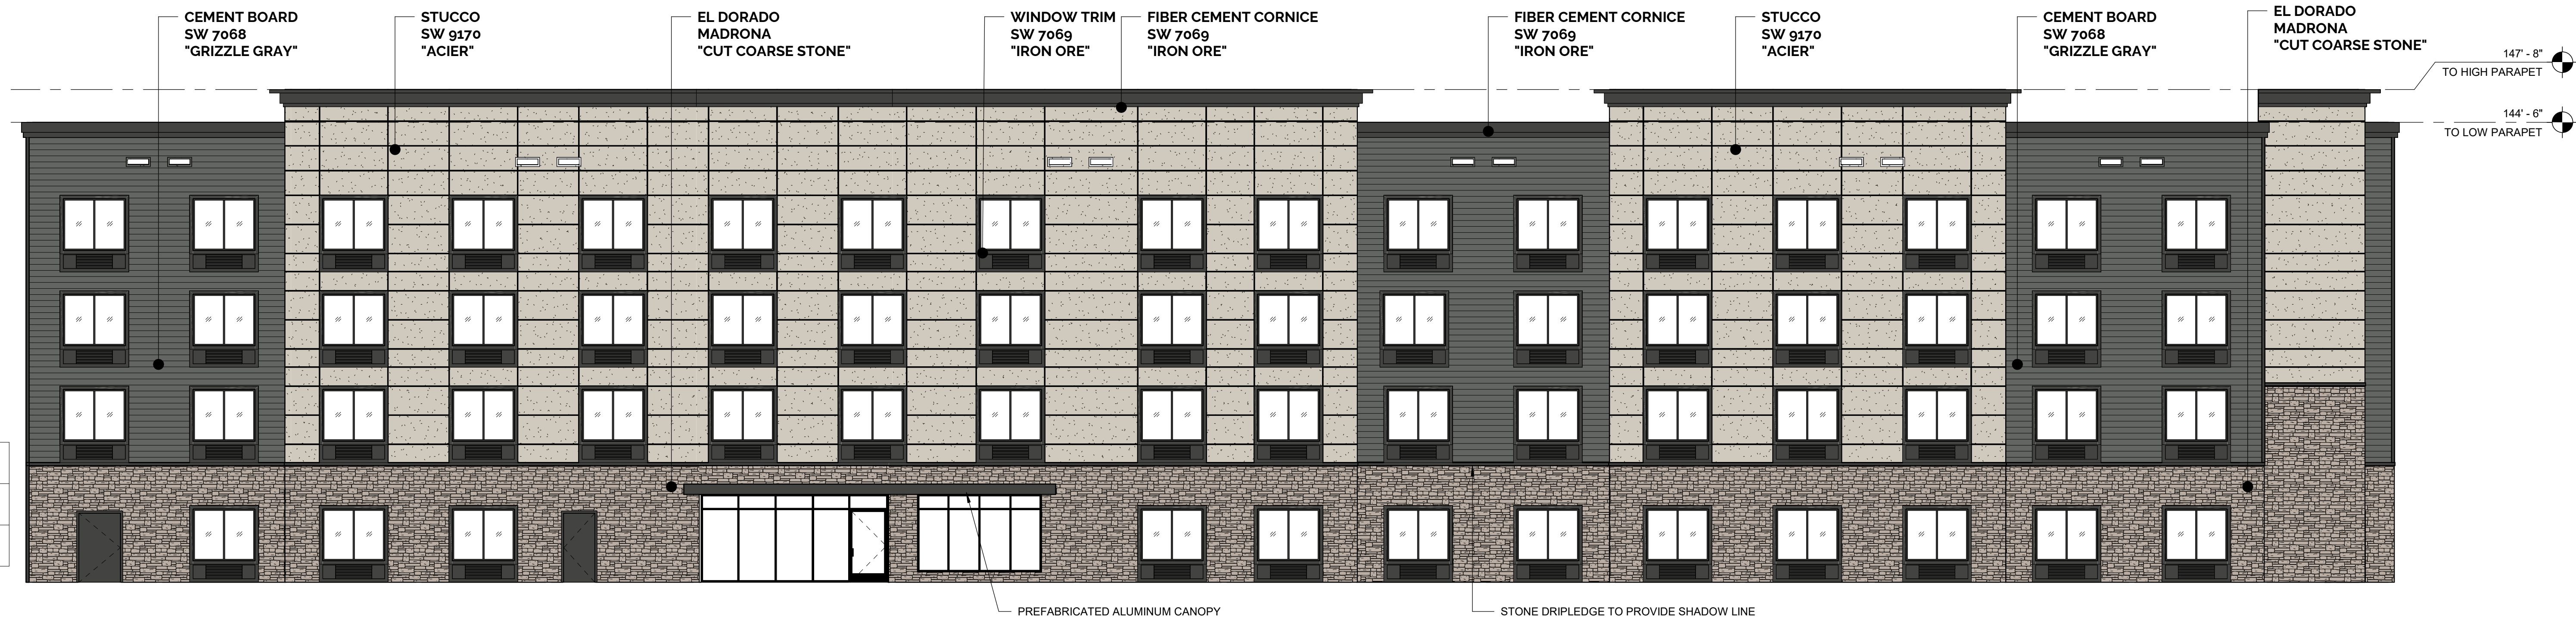 CEMENT BOARD
SW 7068
"GRIZZLE GRAY"
STUCCO
SW 9170
"ACIER"
EL DORADO
MADRONA
"CUT COARSE STONE"
WINDOW TRIM
SW 7069
"IRON ORE"
FIBER CEMENT CORNICE
SW 7069
"IRON ORE"
FIBER CEMENT CORNICE
SW 7069
"IRON ORE"
STUCCO
SW 9170
"ACIER"
CEMENT BOARD
SW 7068
"GRIZZLE GRAY"
EL DORADO
MADRONA
"CUT COARSE STONE"
147' - 8"
TO HIGH PARAPET
144' - 6"
TO LOW PARAPET
PREFABRICATED ALUMINUM CANOPY
STONE DRIPLEDGE TO PROVIDE SHADOW LINE